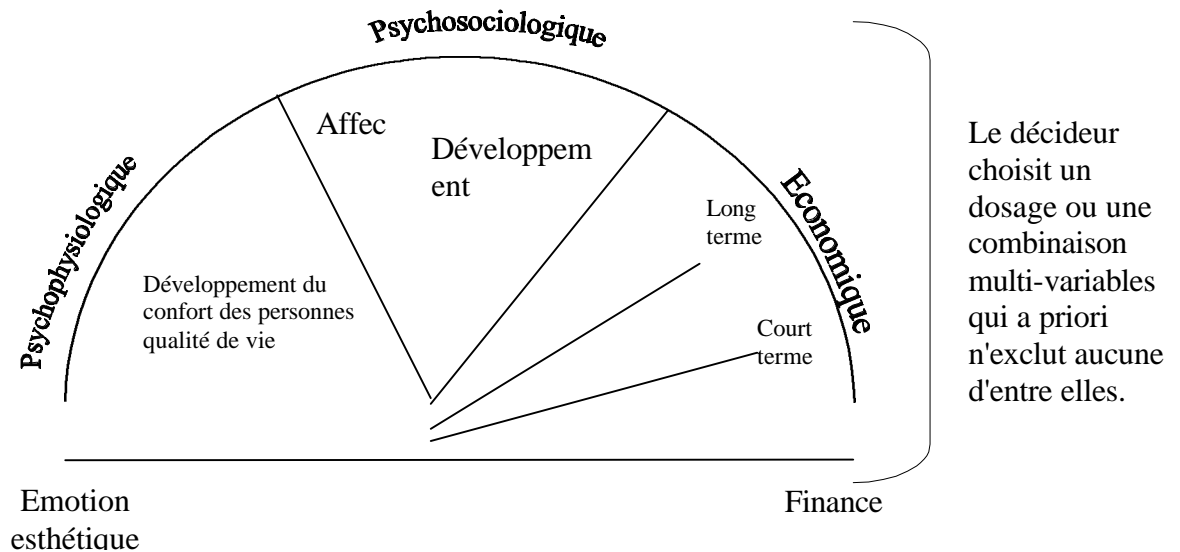 Psychosociologique
Psychophysiologique
Economique
Affec
Développem
ent
Long
terme
Développement du
confort des personnes
qualité de vie
Court
terme
Emotion
esthétique
Finance
Le décideur
choisit un
dosage ou une
combinaison
multi-variables
qui a priori
n'exclut aucune
d'entre elles.